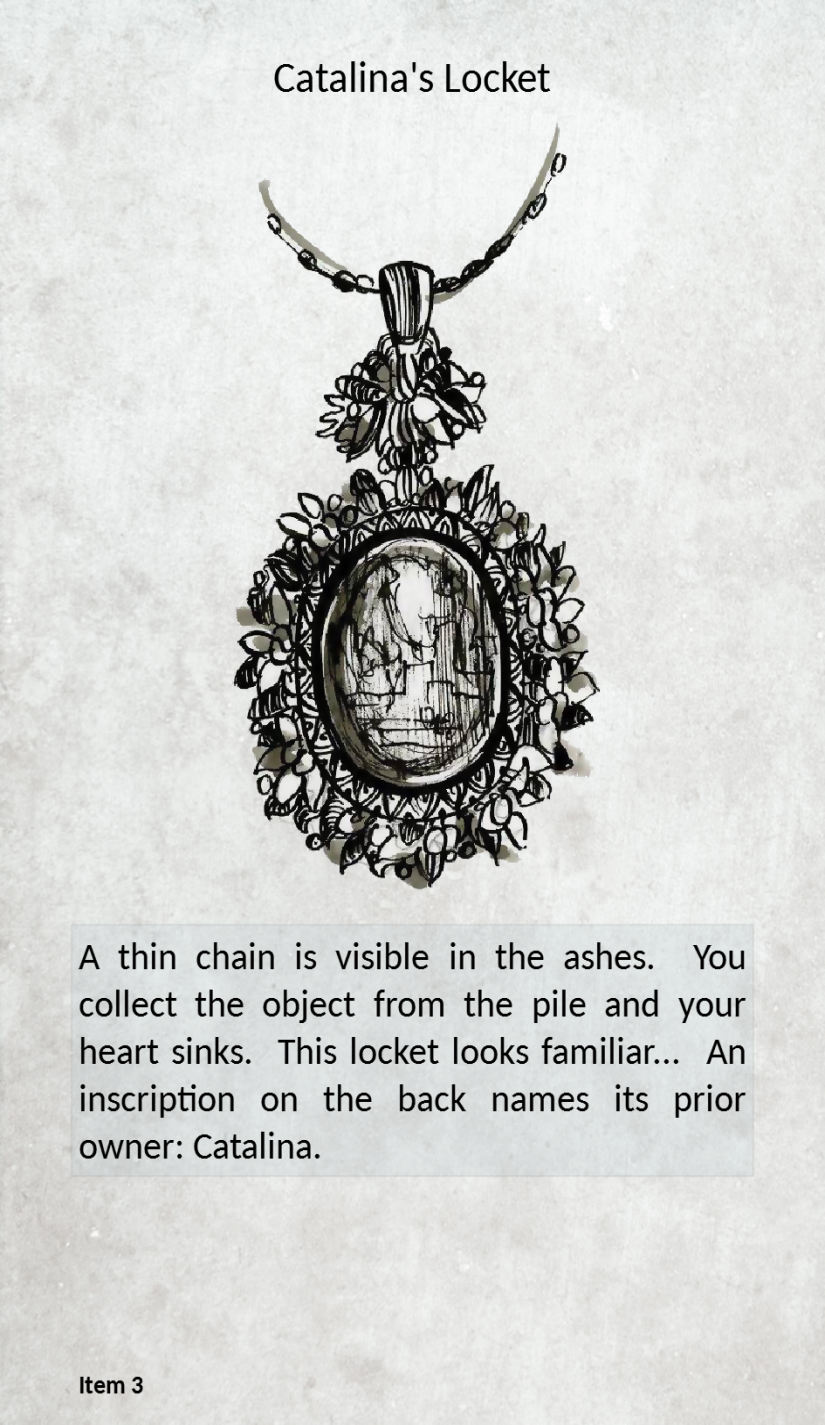 Catalina's Locket
A thin chain is visible in the ashes.  You
collect the object from the pile and your
heart sinks.  This locket looks familiar...  An
inscription on the back names its prior
owner: Catalina.
Item 3